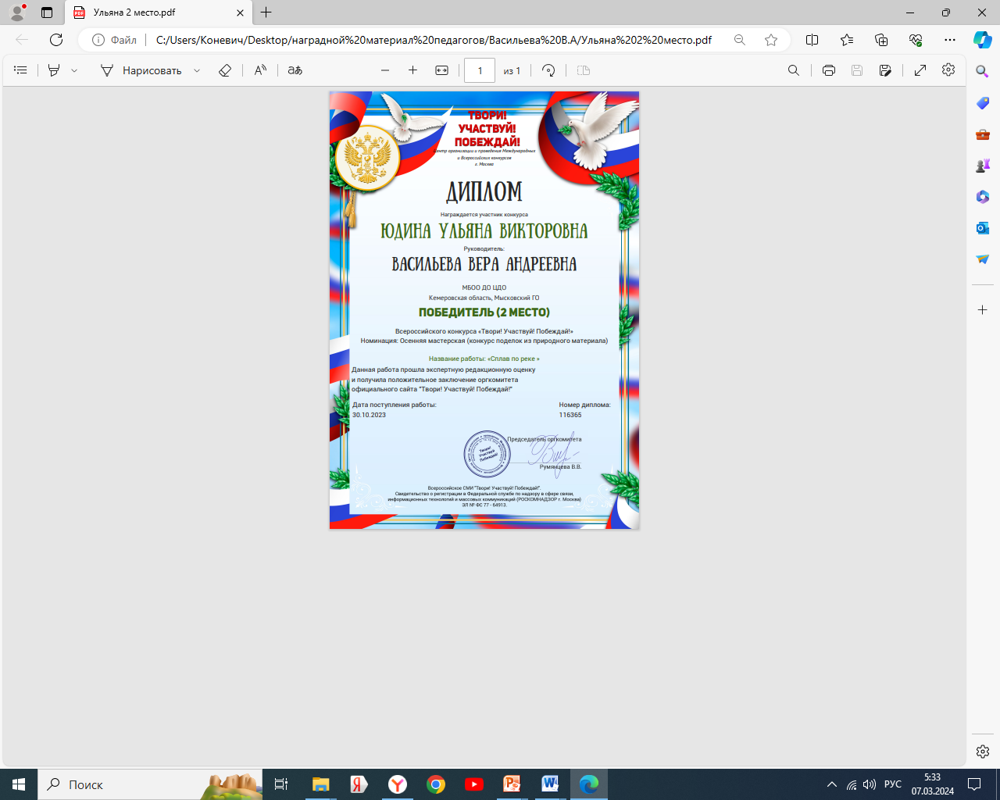 Ульяна 2 место.pdf
Файл
C:/Users/Коневич/Desktop/наградной%20материал%20педагогов/Васильева%20В.А/Ульяна%202%20место.pdf
Нарисовать
1
из 1
ТВОРИ!
УЧАСТВУЙ!
ПОБЕЖДАЙ!
Центр организации и проведения Международных
и Всероссийских конкурсов
г. Москва
ДИПЛОМ
Награждается участник конкурса
ЮДИНА УЛЬЯНА ВИКТОРОВНА
Руководитель:
ВАСИЛЬЕВА ВЕРА АНДРЕЕВНА
МБОО ДО ЦДО
Кемеровская область, Мысковский ГО
ПОБЕДИТЕЛЬ (2 МЕСТО)
Всероссийского конкурса «Твори! Участвуй! Побеждай!»
Номинация: Осенняя мастерская (конкурс поделок из природного материала)
Название работы: «Сплав по реке »
Данная работа прошла экспертную редакционную оценку
и получила положительное заключение оргкомитета
официального сайта "Твори! Участвуй! Побеждай!"
Дата поступления работы:
30.10.2023
Номер диплома:
116365
Твори!
Участвуй
Побеждай!
Председатель оргкомитета
Румянцева В.В.
Всероссийское СМИ "Твори! Участвуй! Побеждай!".
Свидетельство о регистрации в Федеральной службе по надзору в сфере связи,
информационных технологий и массовых коммуникаций (РОСКОМНАДЗОР г. Москва)
ЭЛ № ФС 77 - 64913.
Поиск
РУС
5:33
07.03.2024